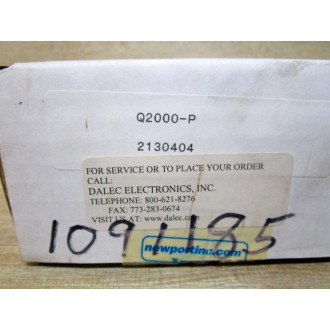 Q2000-P
2130404
FOR SERVICE OR TO PLACE YOUR ORDER
CALL:
DALEC ELECTRONICS, INC.
TELEPHONE: 800-621-8276
FAX: 773-283-0674
VISIT US AT: www.dalec.com
1091185
newportinc.com